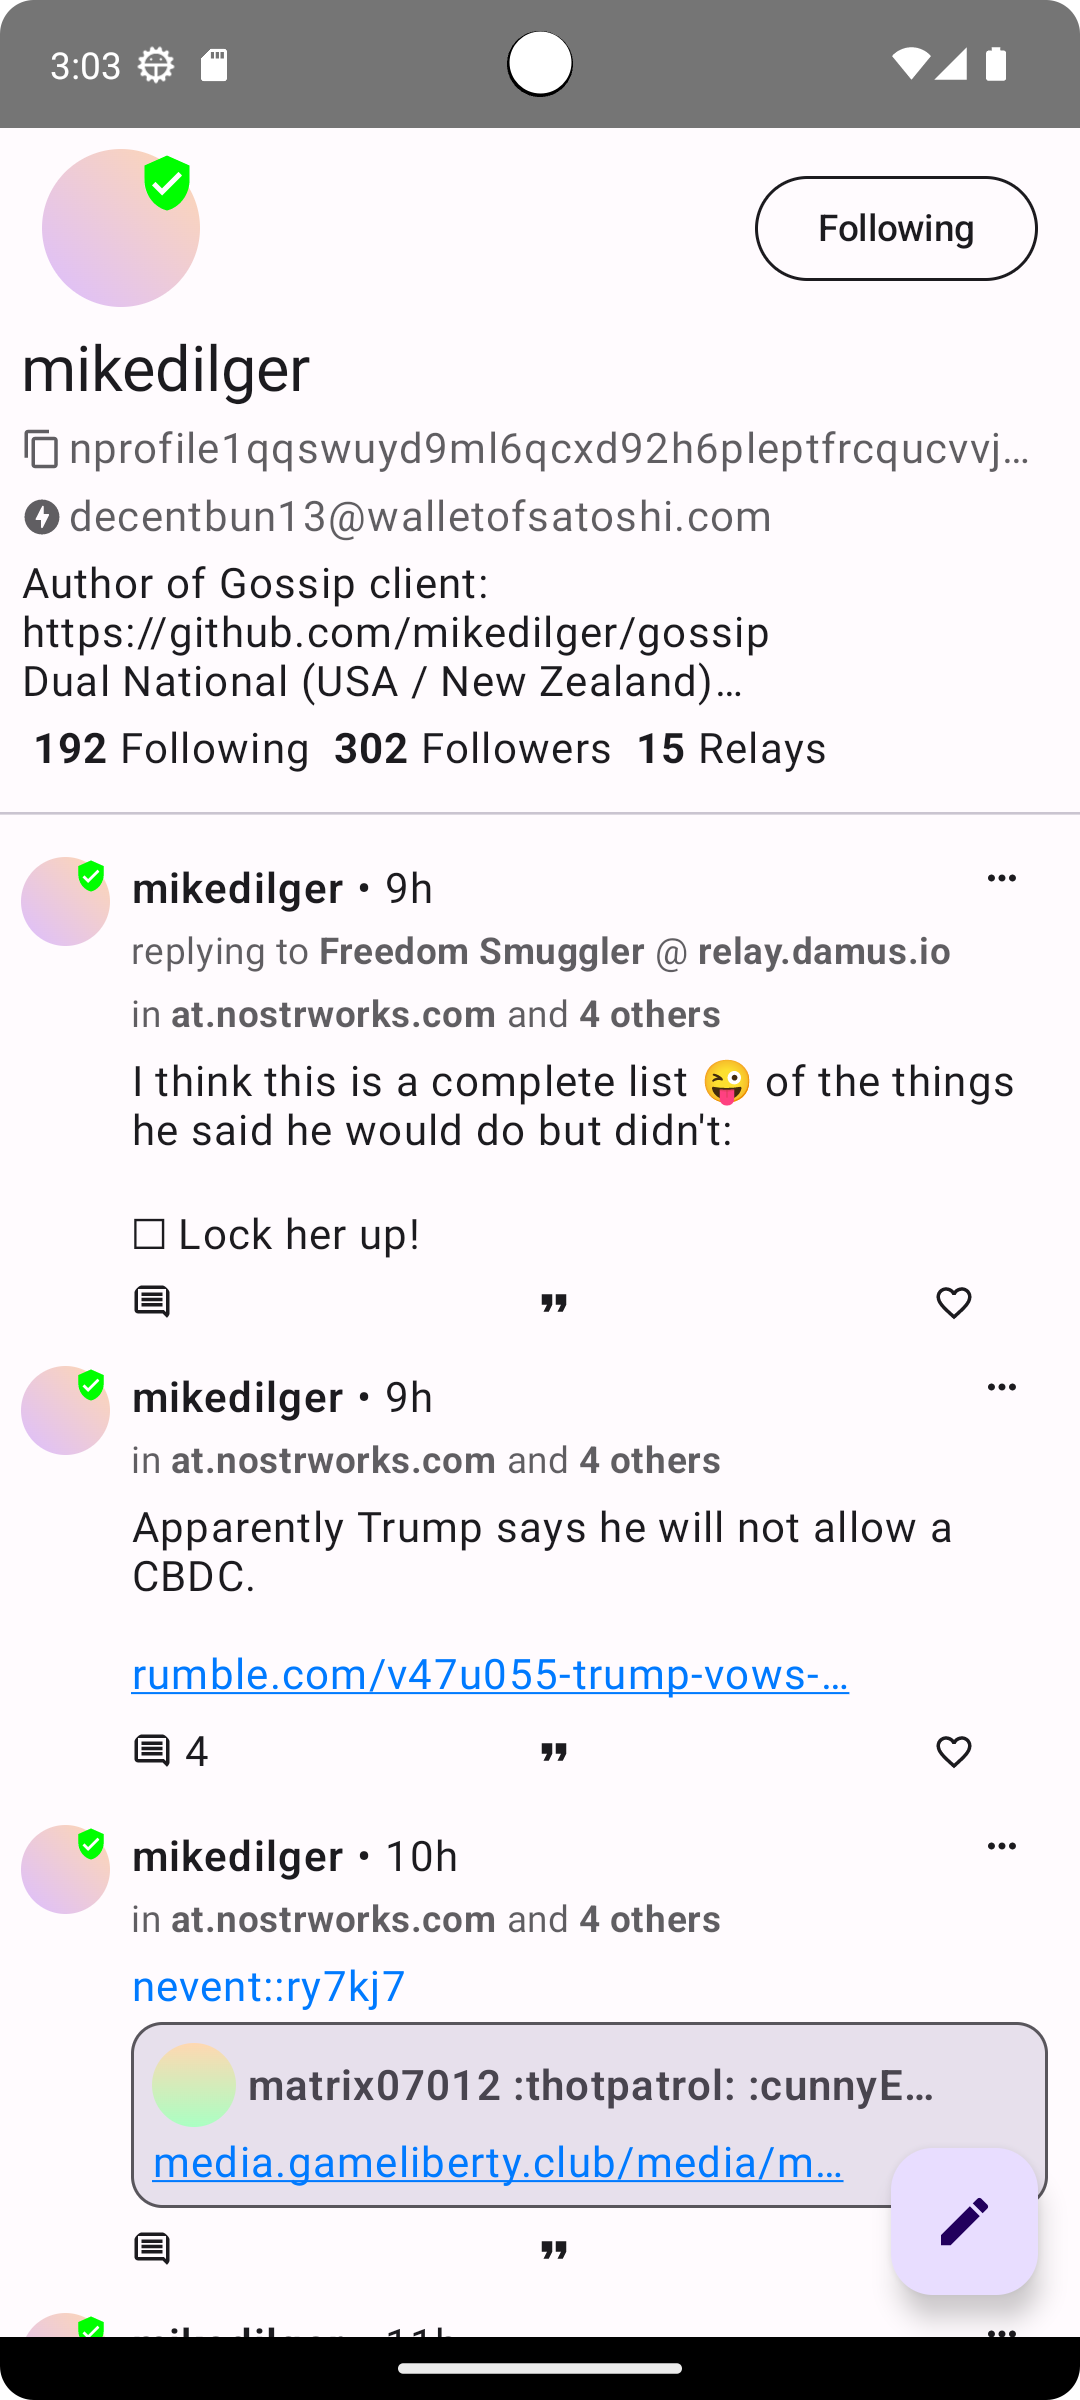 3:03
Following
mikedilger
nprofile1qqswuyd9ml6qcxd92h6pleptfrcqucvvj…
decentbun13@walletofsatoshi.com
Author of Gossip client:
https://github.com/mikedilger/gossip
Dual National (USA / New Zealand)…
192 Following 302 Followers 15 Relays
mikedilger • 9h
replying to Freedom Smuggler @ relay.damus.io
in at.nostrworks.com and 4 others
I think this is a complete list 😜 of the things
he said he would do but didn't:
☐ Lock her up!
mikedilger • 9h
in at.nostrworks.com and 4 others
Apparently Trump says he will not allow a
CBDC.
rumble.com/v47u055-trump-vows-…
4
mikedilger • 10h
in at.nostrworks.com and 4 others
nevent::ry7kj7
matrix07012 :thotpatrol: :cunnyE…
media.gameliberty.club/media/m…
mikedilger • 11h